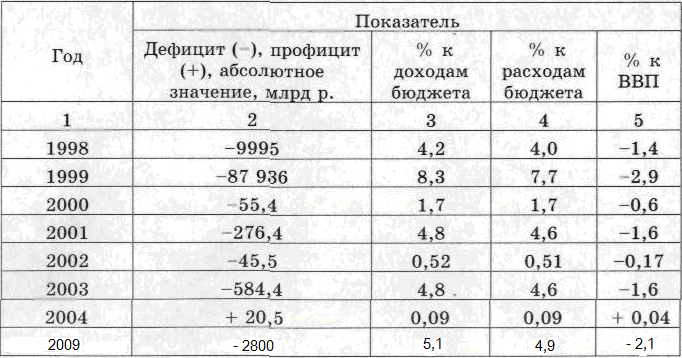 Год
Показатель
Дефицит (−), профицит
(+), абсолютное
значение, млрд р.
% к
доходам
бюджета
% к
расходам
бюджета
% к
ВВП
1 2 3 4 5
1998 −9995 4,2 4,0 −1,4
1999 −87 936 8,3 7,7 −2,9
2000 −55,4 1,7 1,7 −0,6
2001 −276,4 4,8 4,6 −1,6
2002 −45,5 0,52 0,51 −0,17
2003 −584,4 4,8 4,6 −1,6
2004 + 20,5 0,09 0,09 + 0,04
2009 - 2800 5,1 4,9 - 2,1